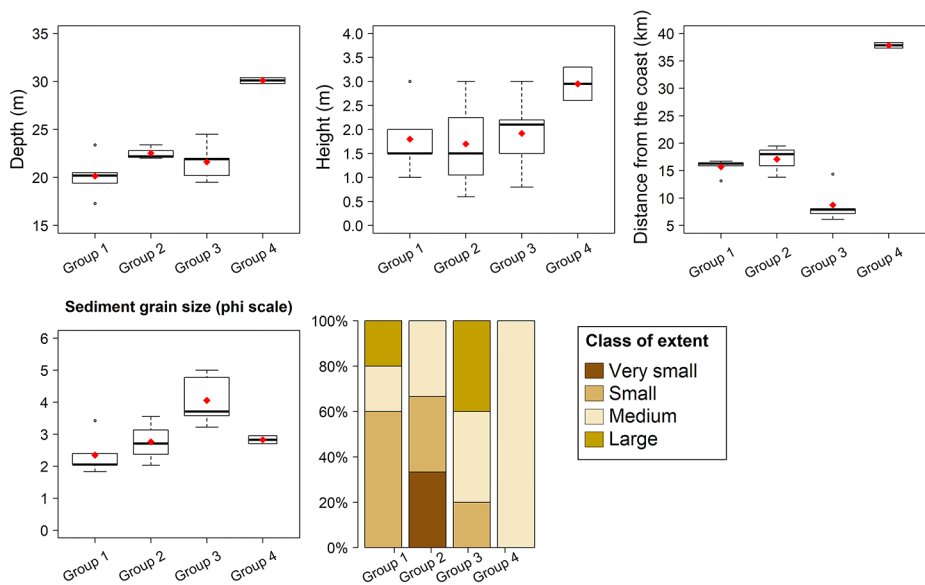 Depth (m)
35
30
25
20
15
Group 1
Group 2
Group 3
Group 4
Height (m)
4.0
3.5
3.0
2.5
2.0
1.5
1.0
0.5
0.0
Group 1
Group 2
Group 3
Group 4
Distance from the coast (km)
40
35
30
25
20
15
10
5
Group 1
Group 2
Group 3
Group 4
Sediment grain size (phi scale)
6
5
4
3
2
1
0
Group 1
Group 2
Group 3
Group 4
100%
80%
60%
40%
20%
0%
Group 1
Group 2
Group 3
Group 4
Class of extent
Very small
Small
Medium
Large